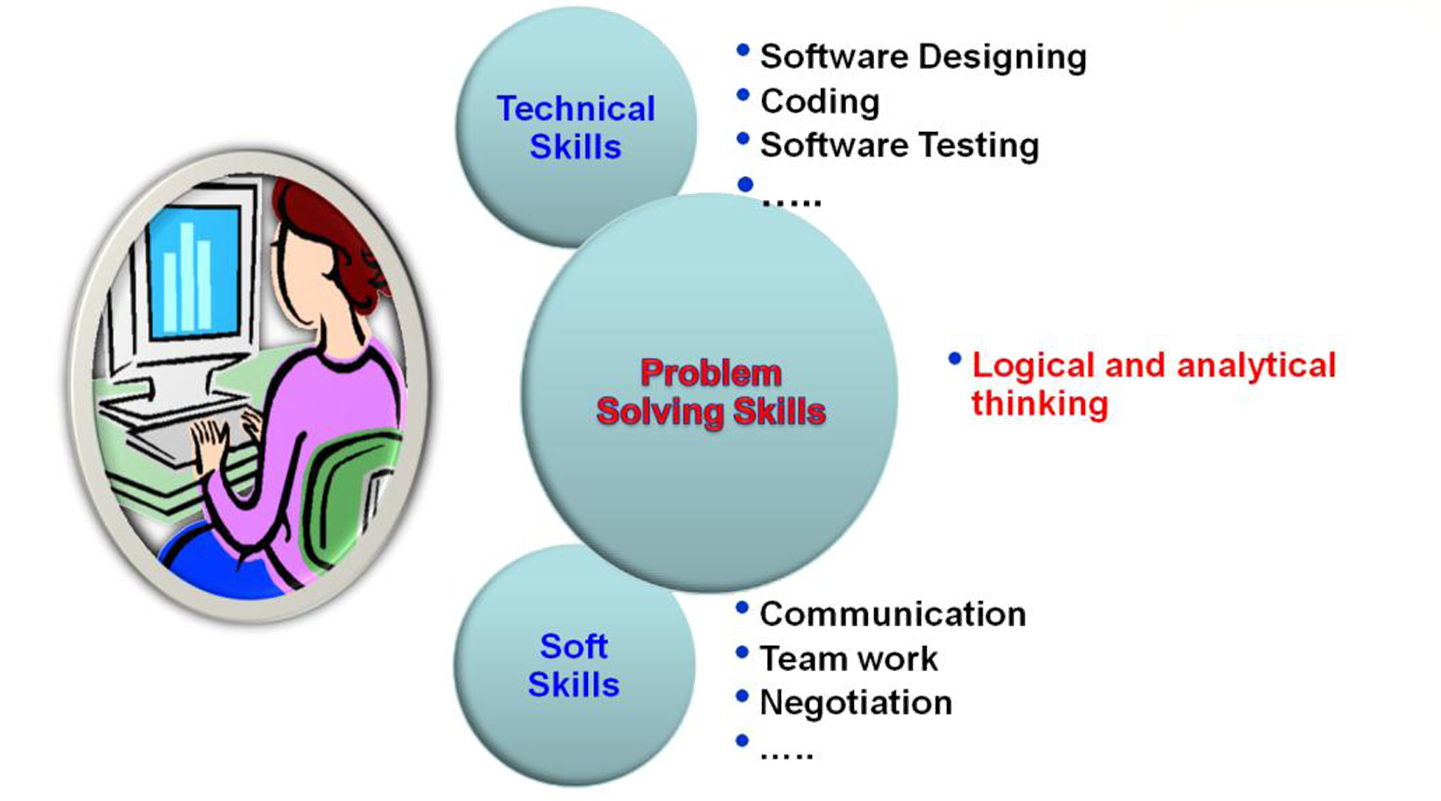 Technical
Skills
• Software Designing
• Coding
• Software Testing
• .....
Problem
Solving Skills
• Logical and analytical
thinking
Soft
Skills
• Communication
• Team work
• Negotiation
• .....